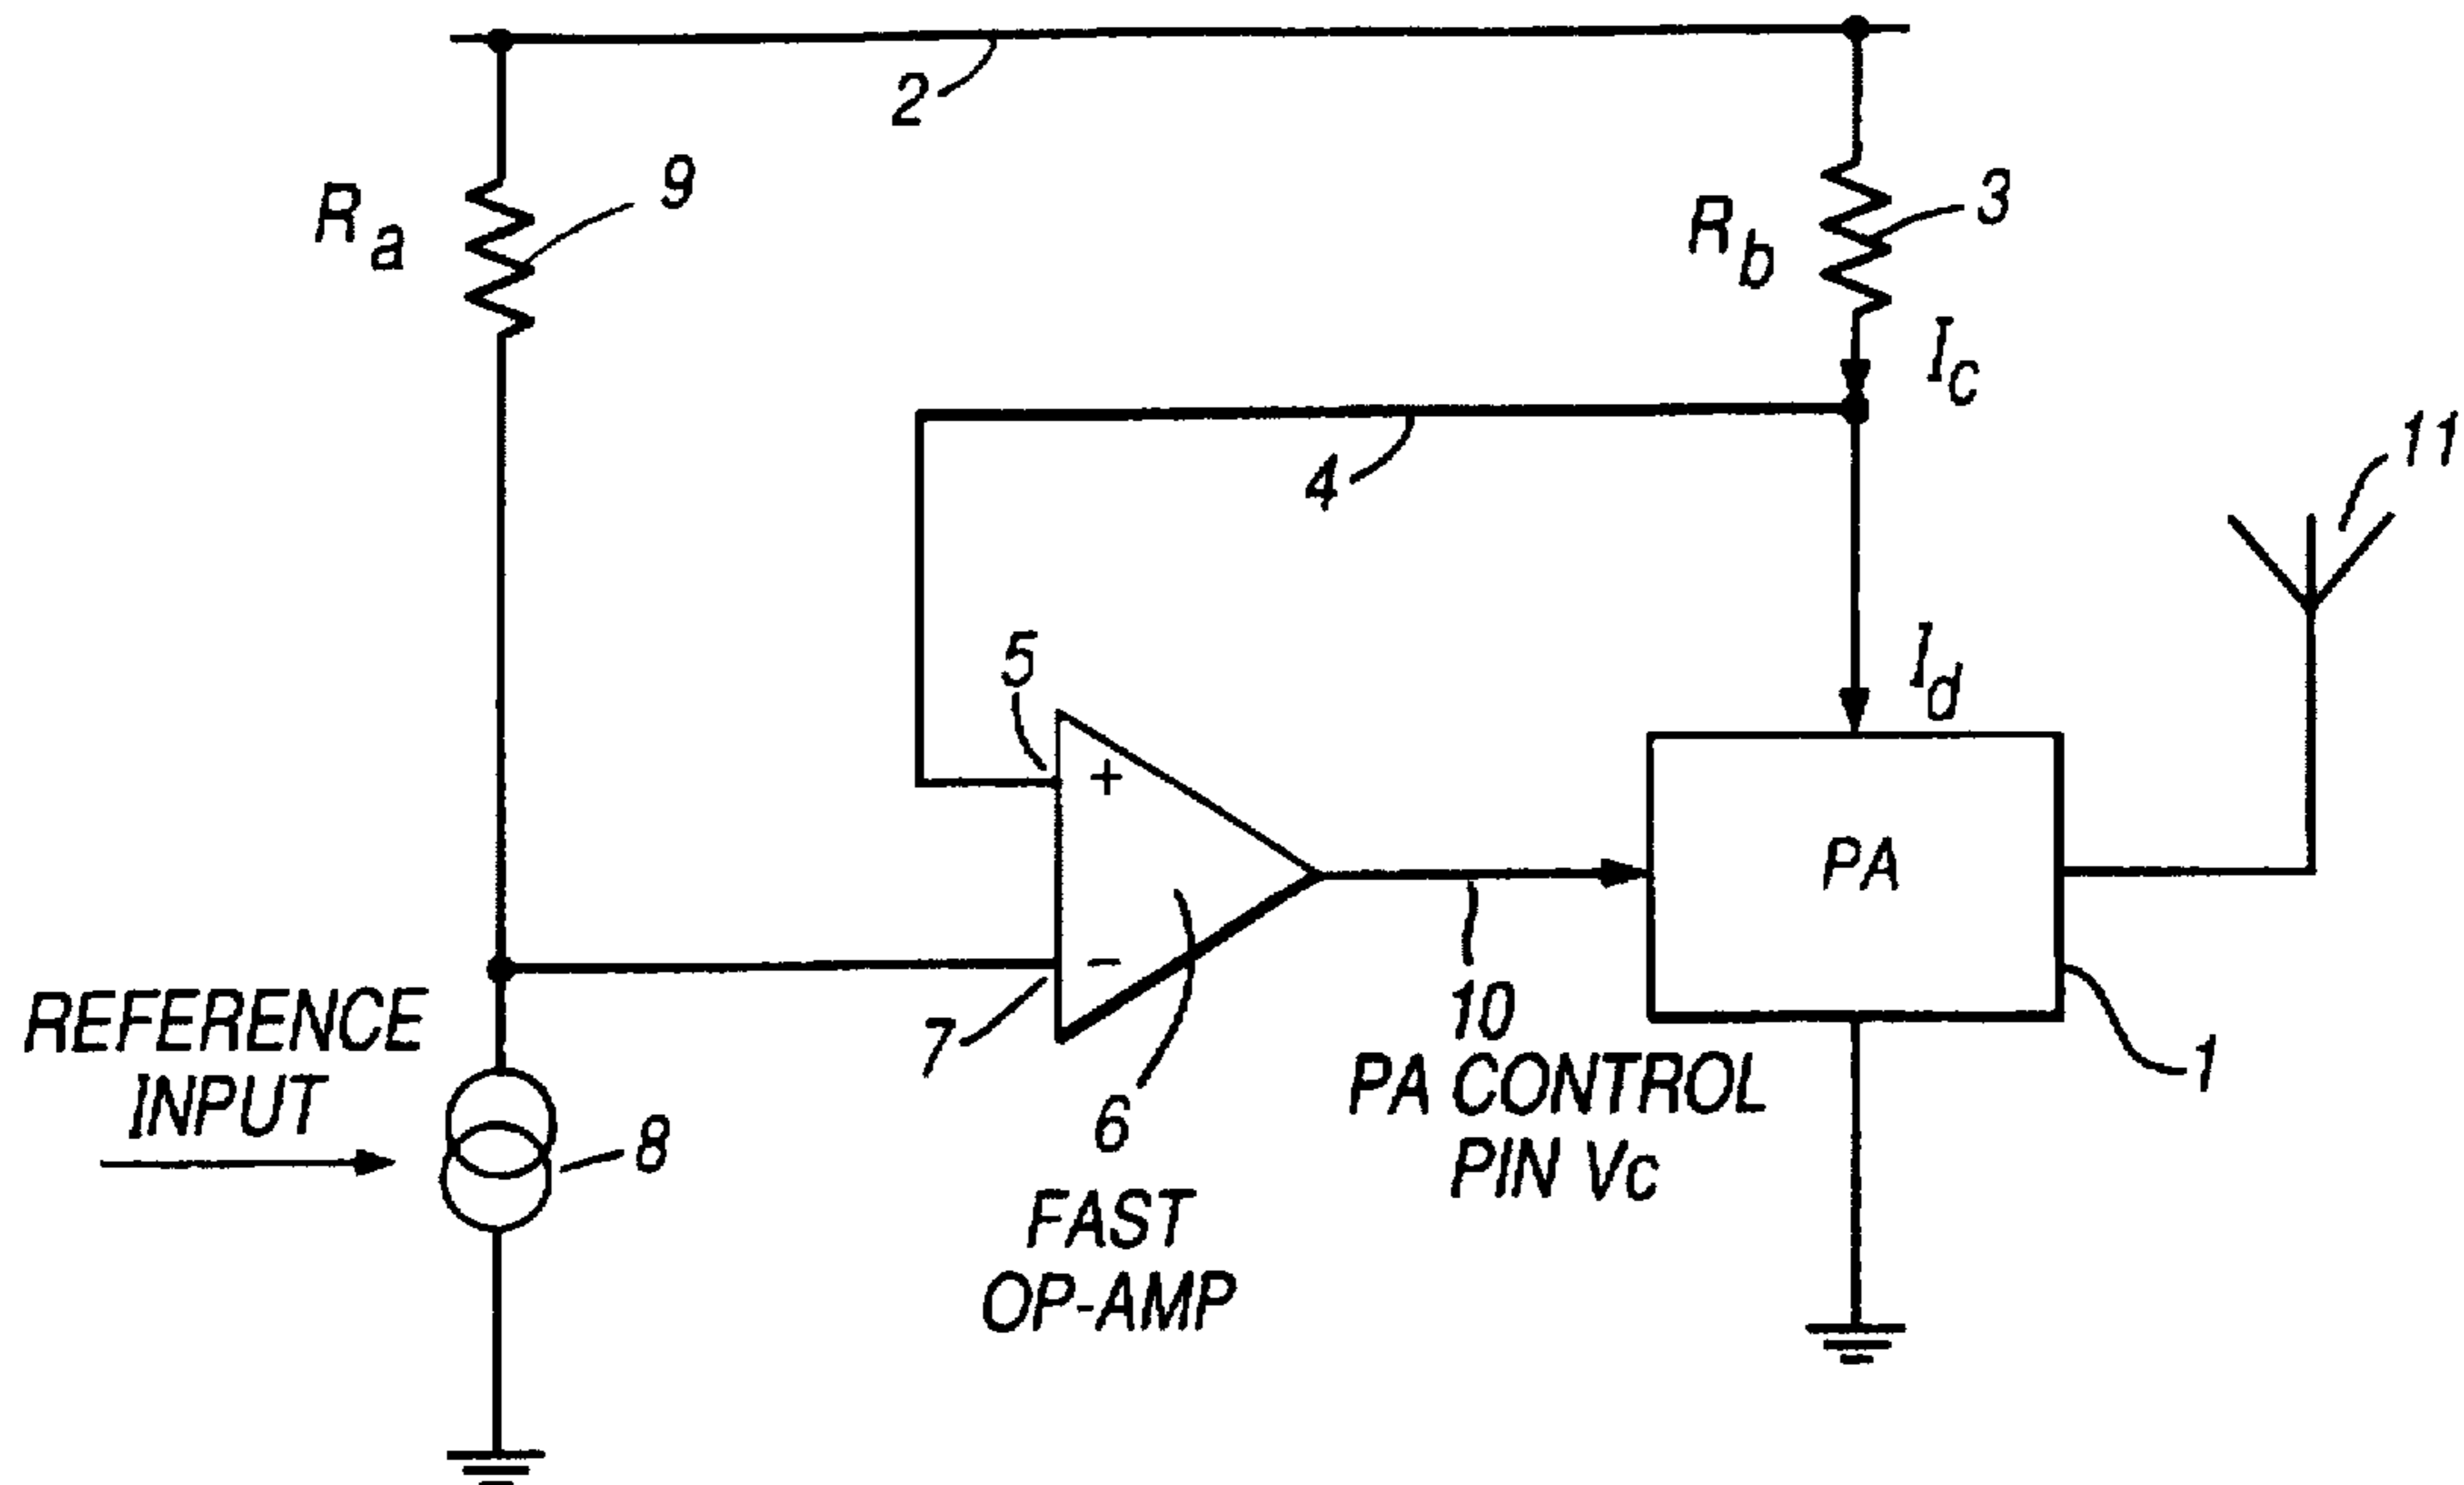 2
Ra
9
Rb
3
Ic
4
11
5
Id
+
PA
−
7
6
10
1
REFERENCE
INPUT
8
FAST
OP-AMP
PA CONTROL
PIN Vc